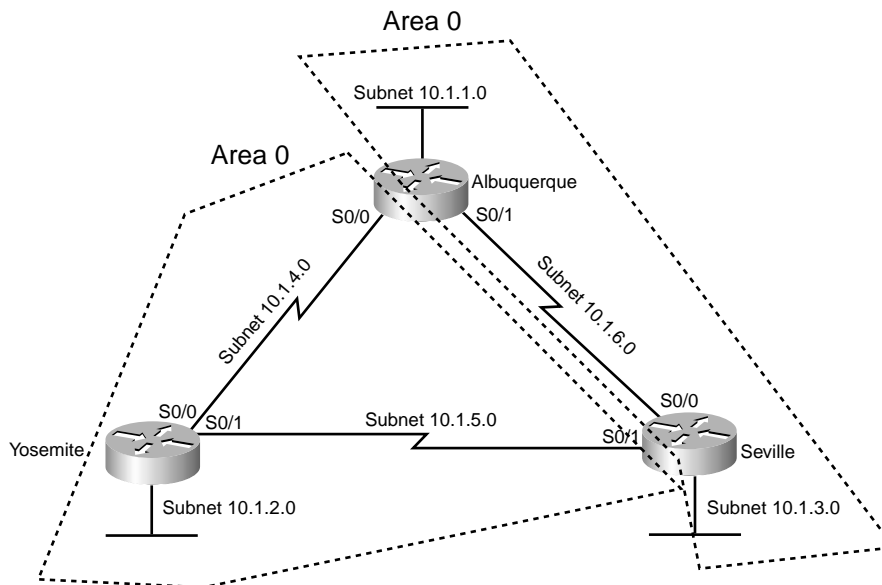 Area 0
Subnet 10.1.1.0
Area 0
Albuquerque
S0/0
S0/1
Subnet 10.1.4.0
Subnet 10.1.6.0
S0/0
S0/0
S0/1
Subnet 10.1.5.0
S0/1
Yosemite
Seville
Subnet 10.1.2.0
Subnet 10.1.3.0